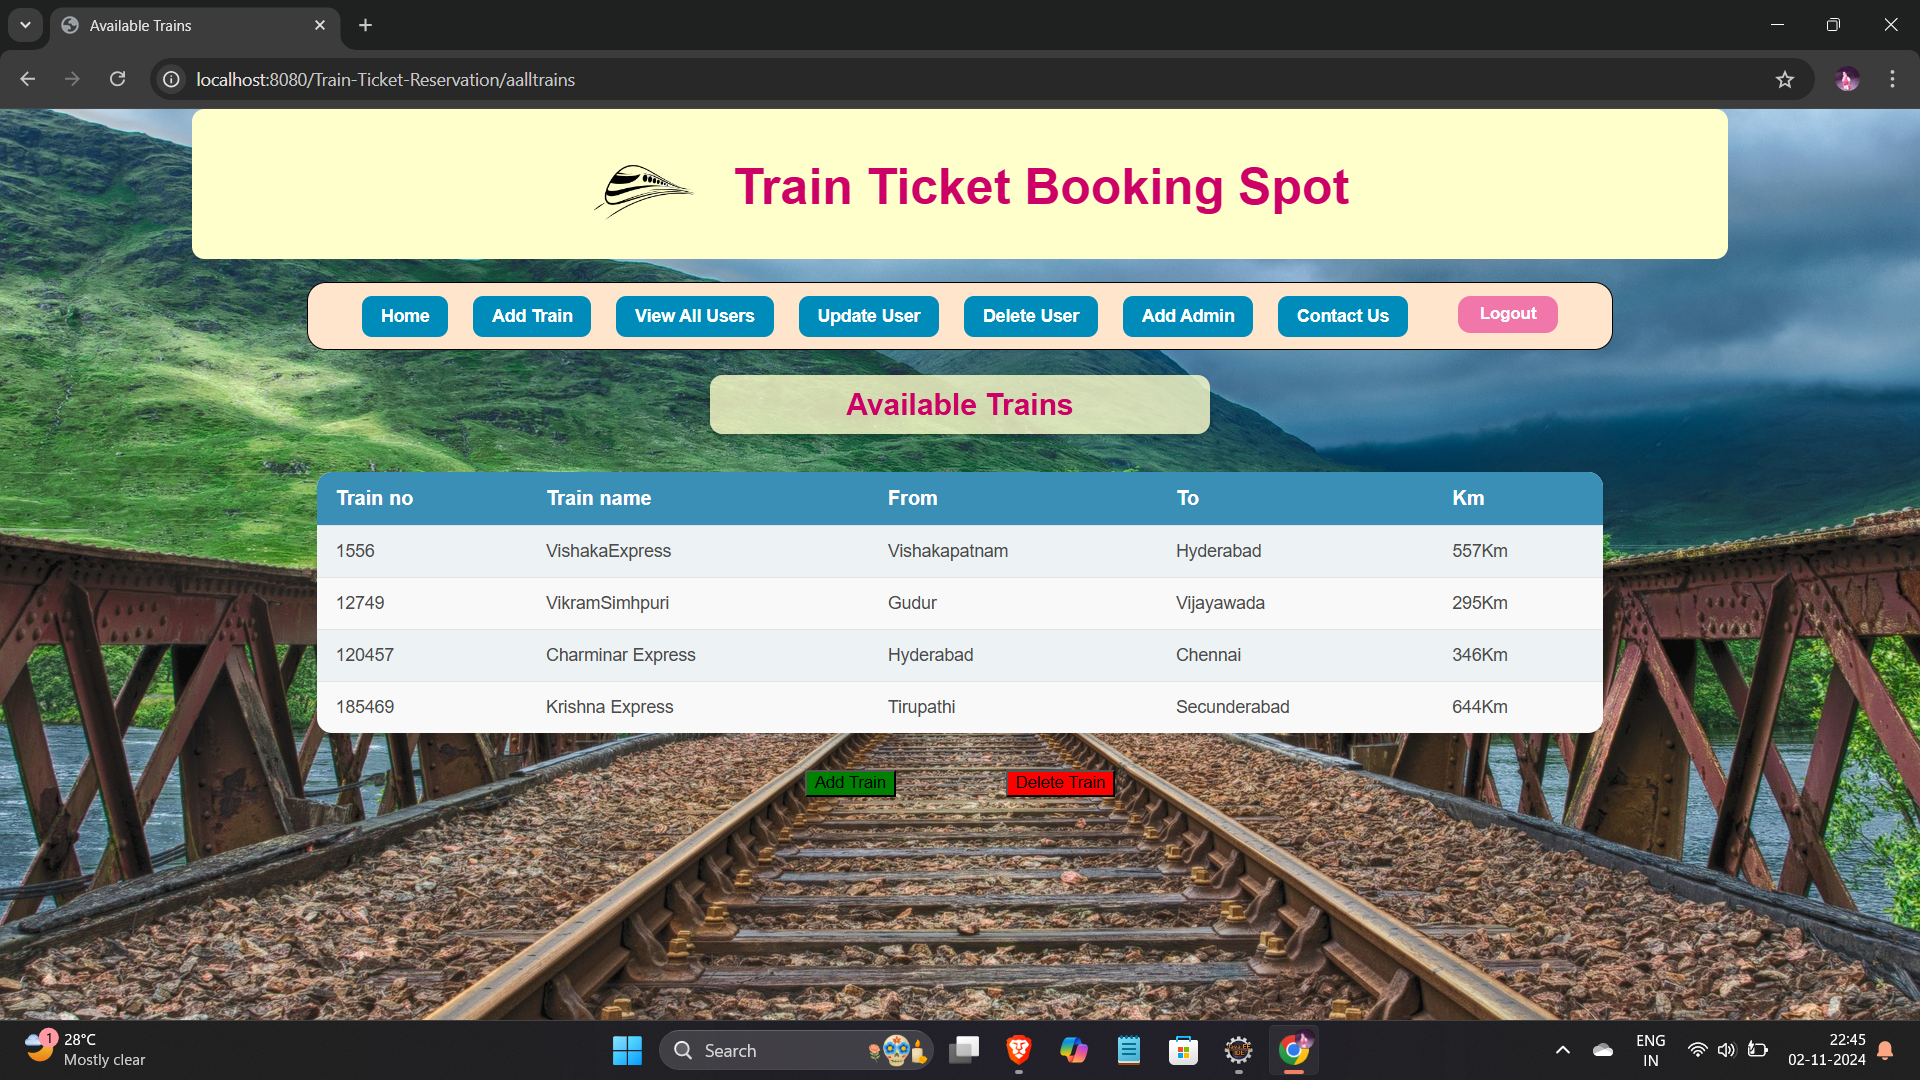 Available Trains
localhost:8080/Train-Ticket-Reservation/aalltrains
Train Ticket Booking Spot
Home Add Train View All Users Update User Delete User Add Admin Contact Us Logout
Available Trains
Train no Train name From To Km
1556 VishakaExpress Vishakapatnam Hyderabad 557Km
12749 VikramSimhpuri Gudur Vijayawada 295Km
120457 Charminar Express Hyderabad Chennai 346Km
185469 Krishna Express Tirupathi Secunderabad 644Km
Add Train Delete Train
1
28°C
Mostly clear
Search
ENG
IN
22:45
02-11-2024